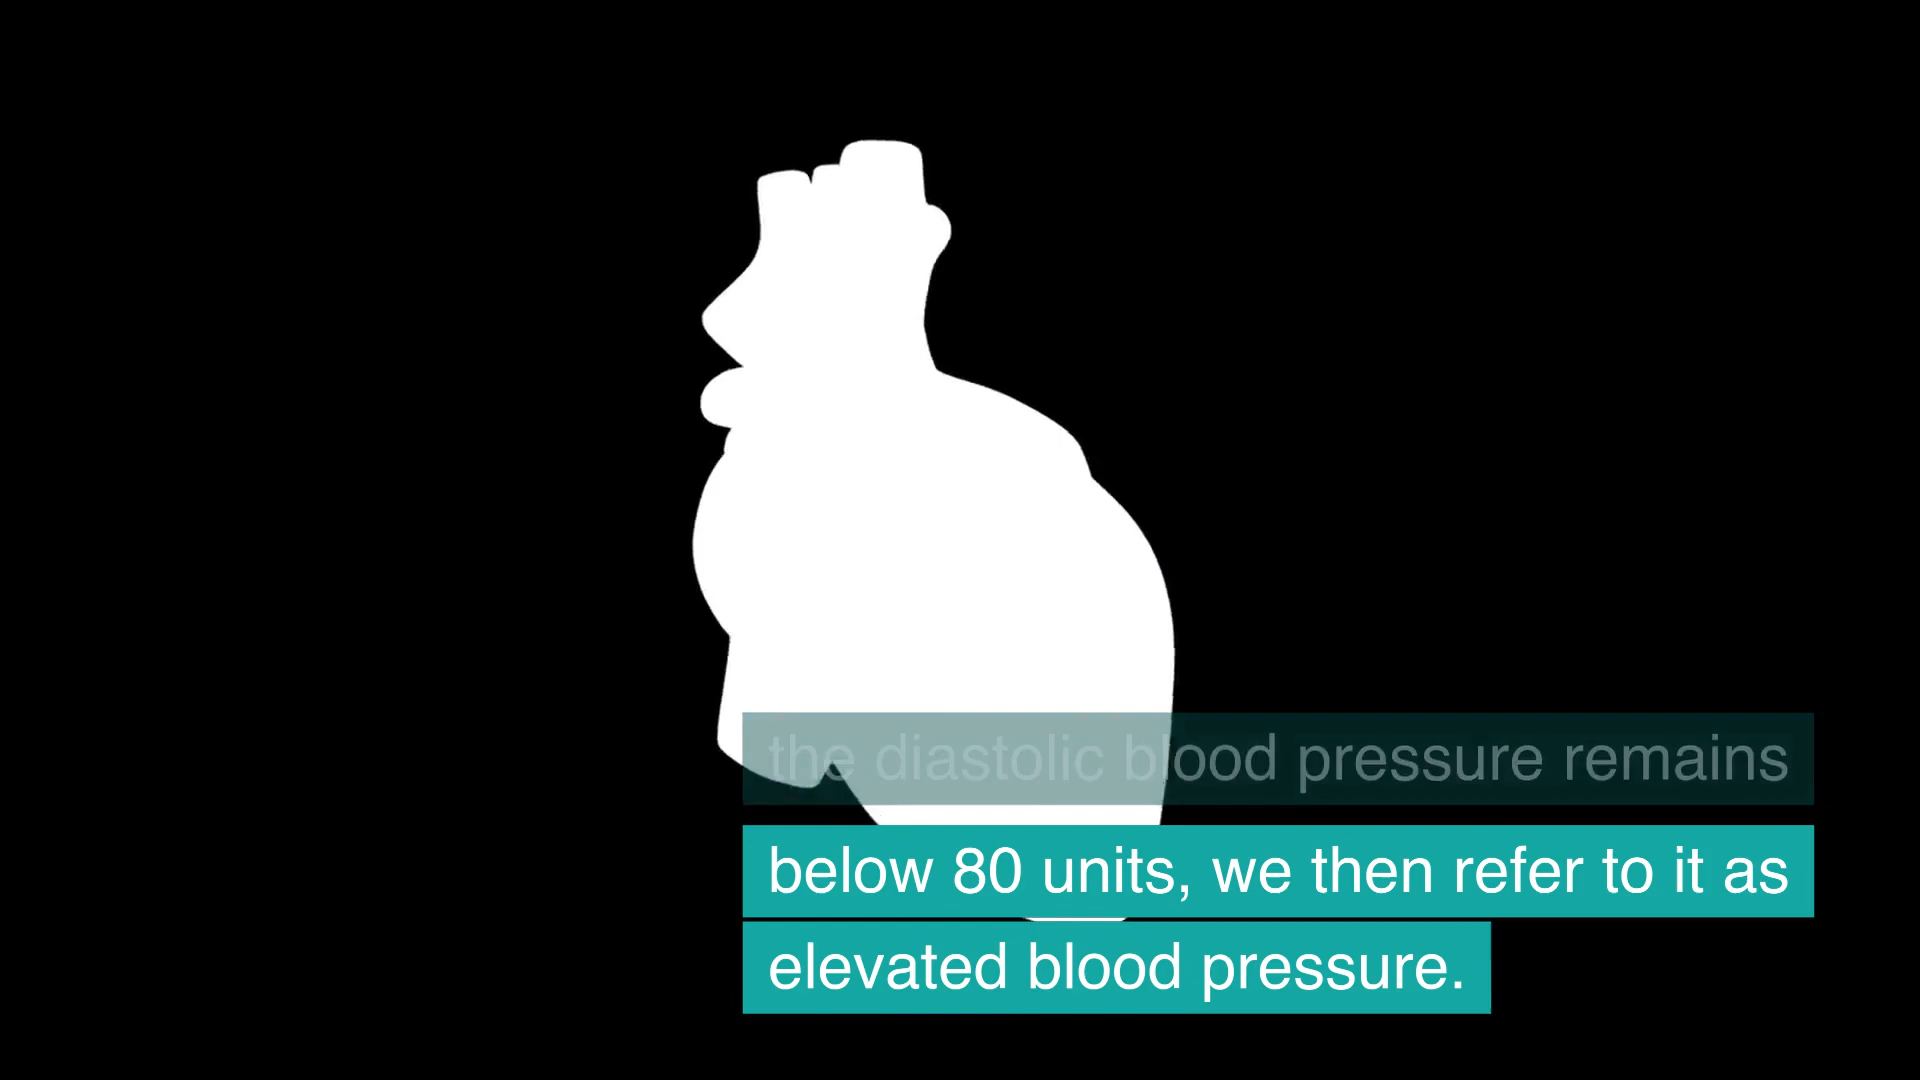 the diastolic blood pressure remains
below 80 units, we then refer to it as
elevated blood pressure.